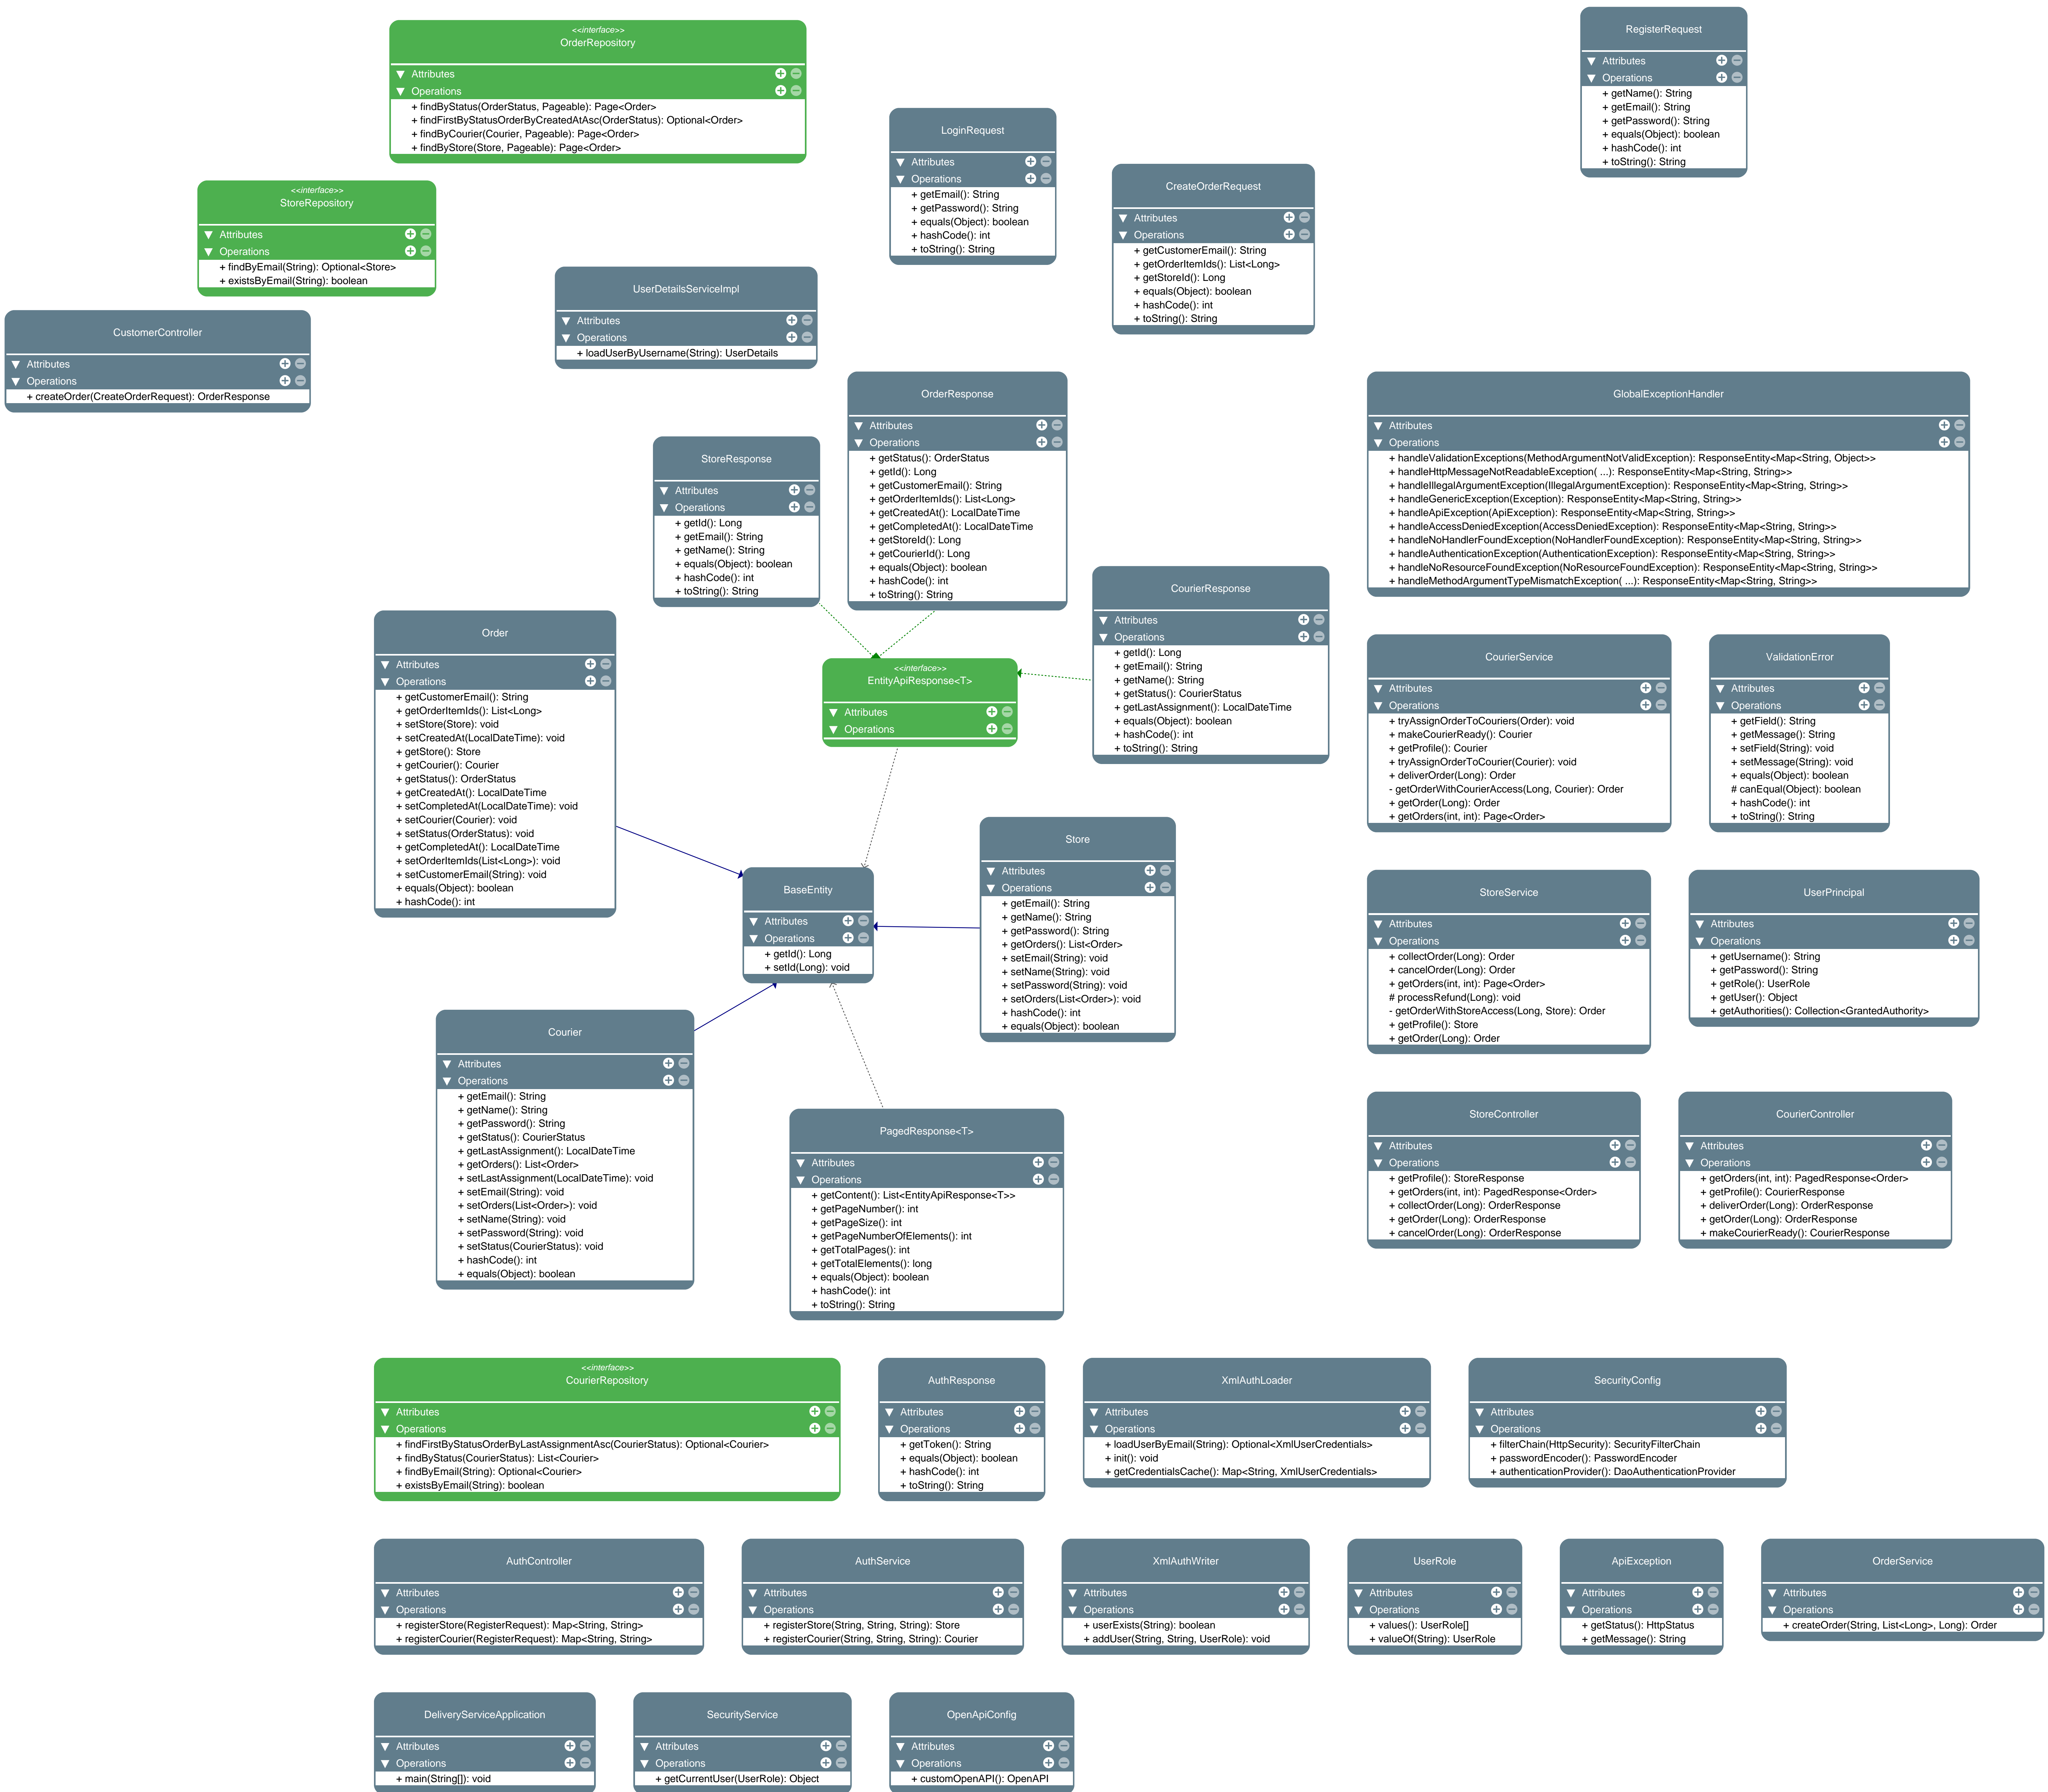 <<interface>>
OrderRepository
Attributes
Operations
+ findByStatus(OrderStatus, Pageable): Page<Order>
+ findFirstByStatusOrderByCreatedAtAsc(OrderStatus): Optional<Order>
+ findByCourier(Courier, Pageable): Page<Order>
+ findByStore(Store, Pageable): Page<Order>
RegisterRequest
Attributes
Operations
+ getName(): String
+ getEmail(): String
+ getPassword(): String
+ equals(Object): boolean
+ hashCode(): int
+ toString(): String
LoginRequest
Attributes
Operations
+ getEmail(): String
+ getPassword(): String
+ equals(Object): boolean
+ hashCode(): int
+ toString(): String
CreateOrderRequest
Attributes
Operations
+ getCustomerEmail(): String
+ getOrderItemIds(): List<Long>
+ getStoreId(): Long
+ equals(Object): boolean
+ hashCode(): int
+ toString(): String
<<interface>>
StoreRepository
Attributes
Operations
+ findByEmail(String): Optional<Store>
+ existsByEmail(String): boolean
UserDetailsServiceImpl
Attributes
Operations
+ loadUserByUsername(String): UserDetails
CustomerController
Attributes
Operations
+ createOrder(CreateOrderRequest): OrderResponse
OrderResponse
Attributes
Operations
+ getStatus(): OrderStatus
+ getId(): Long
+ getCustomerEmail(): String
+ getOrderItemIds(): List<Long>
+ getCreatedAt(): LocalDateTime
+ getCompletedAt(): LocalDateTime
+ getStoreId(): Long
+ getCourierId(): Long
+ equals(Object): boolean
+ hashCode(): int
+ toString(): String
GlobalExceptionHandler
Attributes
Operations
+ handleValidationExceptions(MethodArgumentNotValidException): ResponseEntity<Map<String, Object>>
+ handleHttpMessageNotReadableException( ...): ResponseEntity<Map<String, String>>
+ handleIllegalArgumentException(IllegalArgumentException): ResponseEntity<Map<String, String>>
+ handleGenericException(Exception): ResponseEntity<Map<String, String>>
+ handleApiException(ApiException): ResponseEntity<Map<String, String>>
+ handleAccessDeniedException(AccessDeniedException): ResponseEntity<Map<String, String>>
+ handleNoHandlerFoundException(NoHandlerFoundException): ResponseEntity<Map<String, String>>
+ handleAuthenticationException(AuthenticationException): ResponseEntity<Map<String, String>>
+ handleNoResourceFoundException(NoResourceFoundException): ResponseEntity<Map<String, String>>
+ handleMethodArgumentTypeMismatchException( ...): ResponseEntity<Map<String, String>>
StoreResponse
Attributes
Operations
+ getId(): Long
+ getEmail(): String
+ getName(): String
+ equals(Object): boolean
+ hashCode(): int
+ toString(): String
CourierResponse
Attributes
Operations
+ getId(): Long
+ getEmail(): String
+ getName(): String
+ getStatus(): CourierStatus
+ getLastAssignment(): LocalDateTime
+ equals(Object): boolean
+ hashCode(): int
+ toString(): String
Order
Attributes
Operations
+ getCustomerEmail(): String
+ getOrderItemIds(): List<Long>
+ setStore(Store): void
+ setCreatedAt(LocalDateTime): void
+ getStore(): Store
+ getCourier(): Courier
+ getStatus(): OrderStatus
+ getCreatedAt(): LocalDateTime
+ setCompletedAt(LocalDateTime): void
+ setCourier(Courier): void
+ setStatus(OrderStatus): void
+ getCompletedAt(): LocalDateTime
+ setOrderItemIds(List<Long>): void
+ setCustomerEmail(String): void
+ equals(Object): boolean
+ hashCode(): int
<<interface>>
EntityApiResponse<T>
Attributes
Operations
CourierService
Attributes
Operations
+ tryAssignOrderToCouriers(Order): void
+ makeCourierReady(): Courier
+ getProfile(): Courier
+ tryAssignOrderToCourier(Courier): void
+ deliverOrder(Long): Order
- getOrderWithCourierAccess(Long, Courier): Order
+ getOrder(Long): Order
+ getOrders(int, int): Page<Order>
ValidationError
Attributes
Operations
+ getField(): String
+ getMessage(): String
+ setField(String): void
+ setMessage(String): void
+ equals(Object): boolean
# canEqual(Object): boolean
+ hashCode(): int
+ toString(): String
Store
Attributes
Operations
+ getEmail(): String
+ getName(): String
+ getPassword(): String
+ getOrders(): List<Order>
+ setEmail(String): void
+ setName(String): void
+ setPassword(String): void
+ setOrders(List<Order>): void
+ hashCode(): int
+ equals(Object): boolean
BaseEntity
Attributes
Operations
+ getId(): Long
+ setId(Long): void
StoreService
Attributes
Operations
+ collectOrder(Long): Order
+ cancelOrder(Long): Order
+ getOrders(int, int): Page<Order>
# processRefund(Long): void
- getOrderWithStoreAccess(Long, Store): Order
+ getProfile(): Store
+ getOrder(Long): Order
UserPrincipal
Attributes
Operations
+ getUsername(): String
+ getPassword(): String
+ getRole(): UserRole
+ getUser(): Object
+ getAuthorities(): Collection<GrantedAuthority>
Courier
Attributes
Operations
+ getEmail(): String
+ getName(): String
+ getPassword(): String
+ getStatus(): CourierStatus
+ getLastAssignment(): LocalDateTime
+ getOrders(): List<Order>
+ setLastAssignment(LocalDateTime): void
+ setEmail(String): void
+ setOrders(List<Order>): void
+ setName(String): void
+ setPassword(String): void
+ setStatus(CourierStatus): void
+ hashCode(): int
+ equals(Object): boolean
PagedResponse<T>
Attributes
Operations
+ getContent(): List<EntityApiResponse<T>>
+ getPageNumber(): int
+ getPageSize(): int
+ getPageNumberOfElements(): int
+ getTotalPages(): int
+ getTotalElements(): long
+ equals(Object): boolean
+ hashCode(): int
+ toString(): String
StoreController
Attributes
Operations
+ getProfile(): StoreResponse
+ getOrders(int, int): PagedResponse<Order>
+ collectOrder(Long): OrderResponse
+ getOrder(Long): OrderResponse
+ cancelOrder(Long): OrderResponse
CourierController
Attributes
Operations
+ getOrders(int, int): PagedResponse<Order>
+ getProfile(): CourierResponse
+ deliverOrder(Long): OrderResponse
+ getOrder(Long): OrderResponse
+ makeCourierReady(): CourierResponse
<<interface>>
CourierRepository
Attributes
Operations
+ findFirstByStatusOrderByLastAssignmentAsc(CourierStatus): Optional<Courier>
+ findByStatus(CourierStatus): List<Courier>
+ findByEmail(String): Optional<Courier>
+ existsByEmail(String): boolean
AuthResponse
Attributes
Operations
+ getToken(): String
+ equals(Object): boolean
+ hashCode(): int
+ toString(): String
XmlAuthLoader
Attributes
Operations
+ loadUserByEmail(String): Optional<XmlUserCredentials>
+ init(): void
+ getCredentialsCache(): Map<String, XmlUserCredentials>
SecurityConfig
Attributes
Operations
+ filterChain(HttpSecurity): SecurityFilterChain
+ passwordEncoder(): PasswordEncoder
+ authenticationProvider(): DaoAuthenticationProvider
AuthController
Attributes
Operations
+ registerStore(RegisterRequest): Map<String, String>
+ registerCourier(RegisterRequest): Map<String, String>
AuthService
Attributes
Operations
+ registerStore(String, String, String): Store
+ registerCourier(String, String, String): Courier
XmlAuthWriter
Attributes
Operations
+ userExists(String): boolean
+ addUser(String, String, UserRole): void
UserRole
Attributes
Operations
+ values(): UserRole[]
+ valueOf(String): UserRole
ApiException
Attributes
Operations
+ getStatus(): HttpStatus
+ getMessage(): String
OrderService
Attributes
Operations
+ createOrder(String, List<Long>, Long): Order
DeliveryServiceApplication
Attributes
Operations
+ main(String[]): void
SecurityService
Attributes
Operations
+ getCurrentUser(UserRole): Object
OpenApiConfig
Attributes
Operations
+ customOpenAPI(): OpenAPI